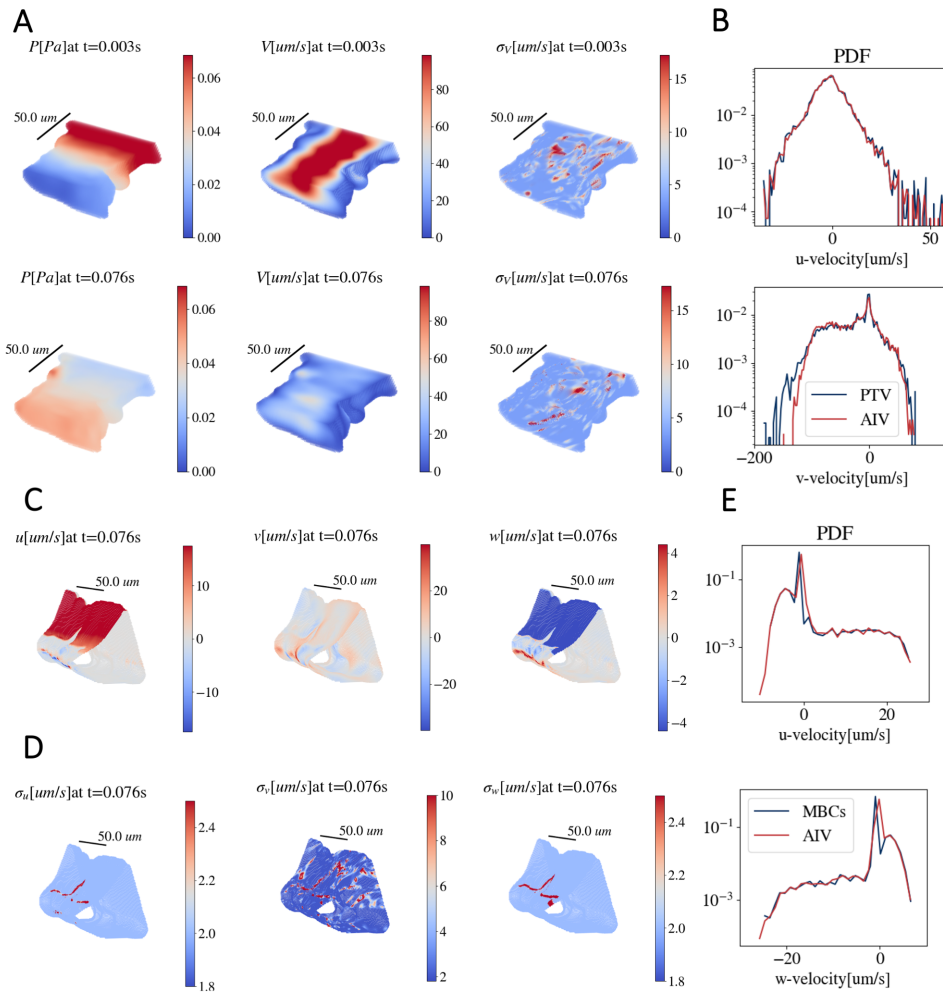 A
B
P[Pa]at t=0.003s
V[um/s]at t=0.003s
σ_V[um/s]at t=0.003s
PDF
50.0 um
50.0 um
50.0 um
0.06
0.04
0.02
0.00
80
60
40
20
0
15
10
5
0
10⁻²
10⁻³
10⁻⁴
0
50
u-velocity[um/s]
P[Pa]at t=0.076s
V[um/s]at t=0.076s
σ_V[um/s]at t=0.076s
50.0 um
50.0 um
50.0 um
0.06
0.04
0.02
0.00
80
60
40
20
0
15
10
5
0
10⁻²
10⁻³
10⁻⁴
PTV
AIV
−200
0
v-velocity[um/s]
C
E
u[um/s]at t=0.076s
v[um/s]at t=0.076s
w[um/s]at t=0.076s
PDF
50.0 um
50.0 um
50.0 um
10
0
−10
20
0
−20
4
2
0
−2
−4
10⁻¹
10⁻³
0
20
u-velocity[um/s]
D
σ_u[um/s]at t=0.076s
σ_v[um/s]at t=0.076s
σ_w[um/s]at t=0.076s
50.0 um
50.0 um
50.0 um
2.4
2.2
2.0
1.8
10
8
6
4
2
2.4
2.2
2.0
1.8
MBCs
AIV
10⁻¹
10⁻³
−20
0
w-velocity[um/s]